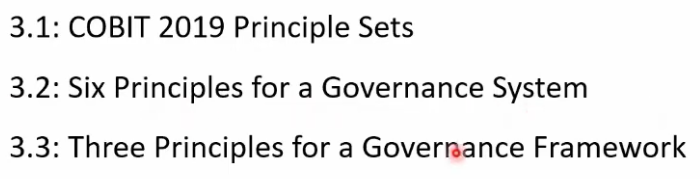 3.1: COBIT 2019 Principle Sets
3.2: Six Principles for a Governance System
3.3: Three Principles for a Governance Framework